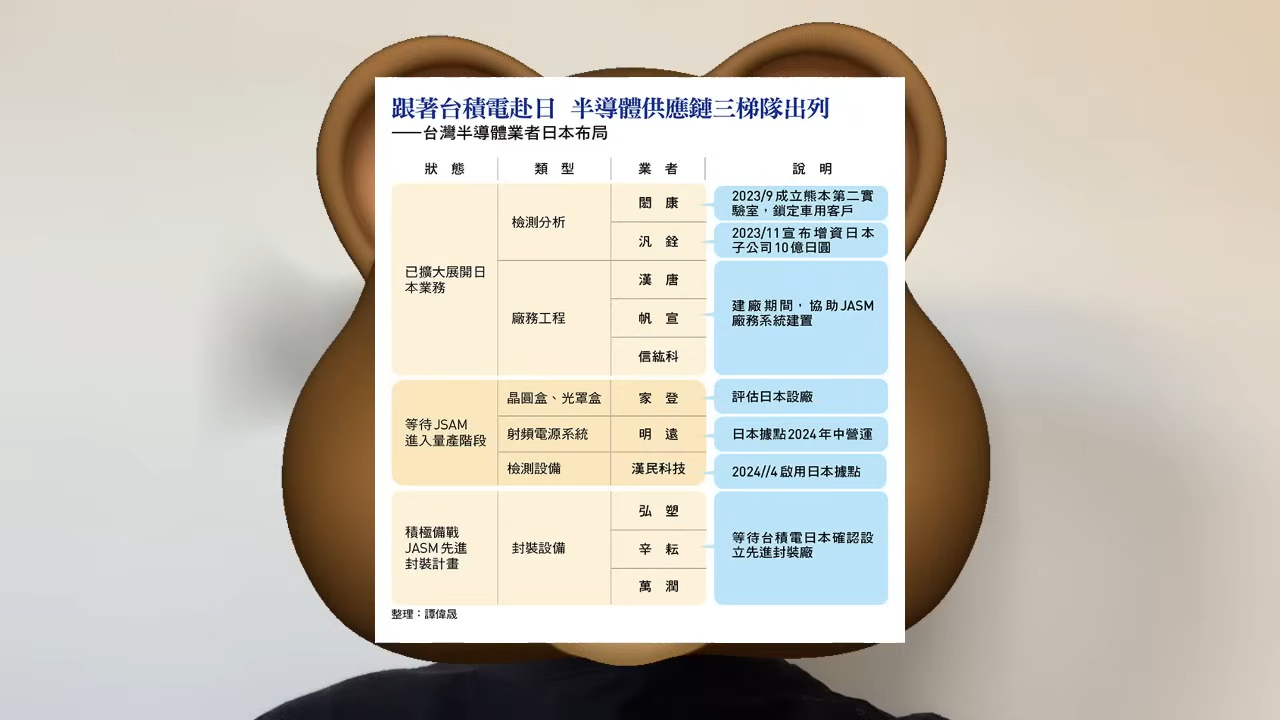 跟著台積電赴日 半導體供應鏈三梯隊出列
——台灣半導體業者日本布局
狀態 類型 業者 說明
已擴大展開日
本業務
檢測分析
閎康
2023/9成立熊本第二實
驗室，鎖定車用客戶
汎銓
2023/11宣布增資日本
子公司10億日圓
廠務工程
漢唐
帆宣
信紘科
建廠期間，協助JASM
廠務系統建置
等待JSAM
進入量產階段
晶圓盒、光罩盒
家登
評估日本設廠
射頻電源系統
明遠
日本據點2024年中營運
檢測設備
漢民科技
2024//4啟用日本據點
積極備戰
JASM先進
封裝計畫
封裝設備
弘塑
辛耘
萬潤
等待台積電日本確認設
立先進封裝廠
整理：譚偉晟